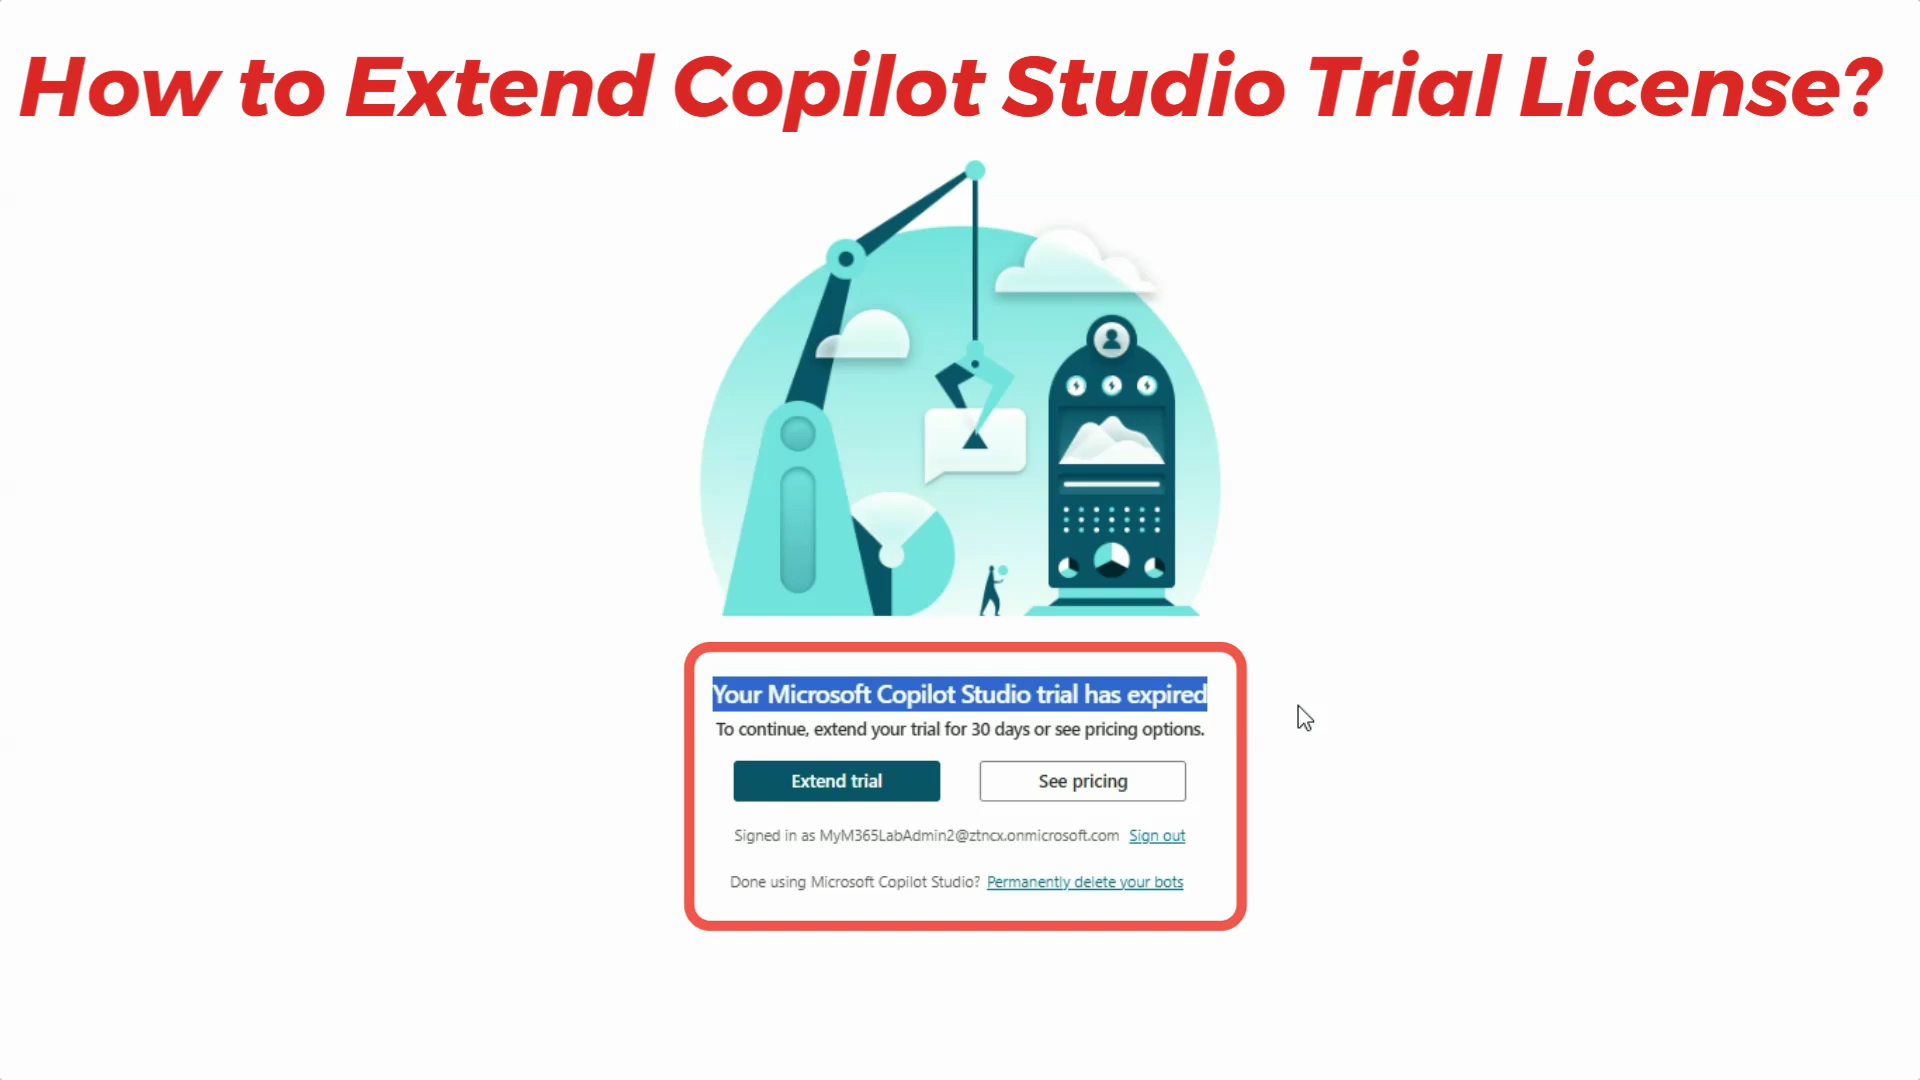 How to Extend Copilot Studio Trial License?
Your Microsoft Copilot Studio trial has expired
To continue, extend your trial for 30 days or see pricing options.
Extend trial See pricing
Signed in as MyM365LabAdmin2@ztncx.onmicrosoft.com Sign out
Done using Microsoft Copilot Studio? Permanently delete your bots